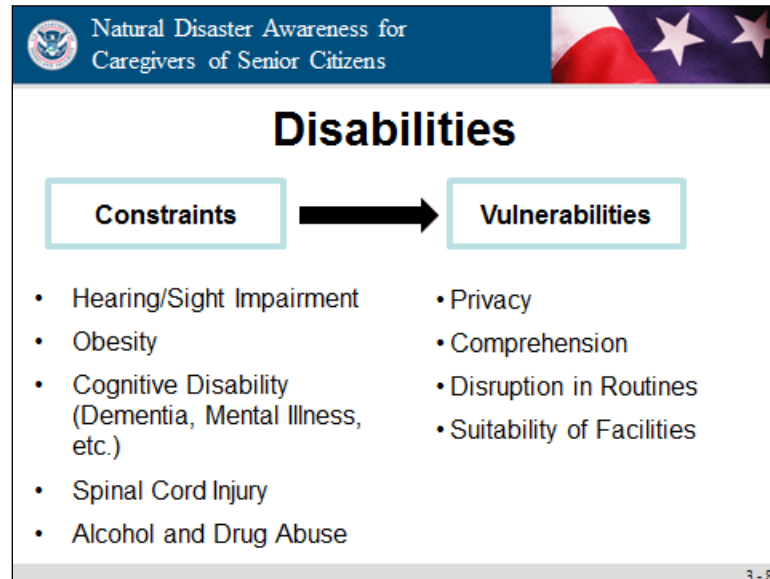 Natural Disaster Awareness for
Caregivers of Senior Citizens
Disabilities
Constraints
Vulnerabilities
• Hearing/Sight Impairment
• Obesity
• Cognitive Disability
(Dementia, Mental Illness,
etc.)
• Spinal Cord Injury
• Alcohol and Drug Abuse
• Privacy
• Comprehension
• Disruption in Routines
• Suitability of Facilities